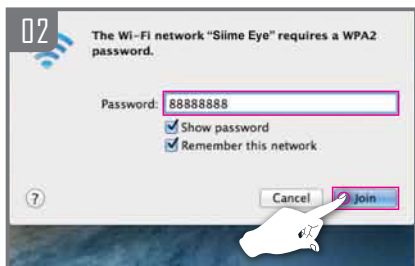 02
The Wi-Fi network “Siime Eye” requires a WPA2
password.
Password: 88888888
Show password
Remember this network
? Cancel Join